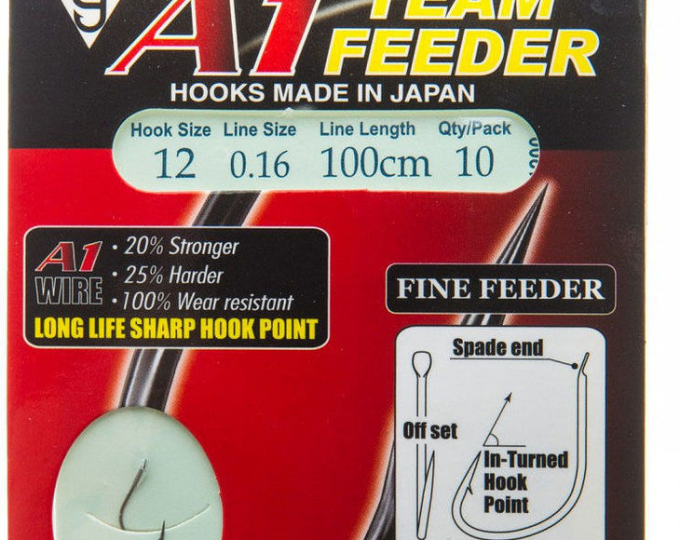 A1 TEAM
FEEDER
HOOKS MADE IN JAPAN
Hook Size Line Size Line Length Qty/Pack
12 0.16 100cm 10
A1
WIRE
• 20% Stronger
• 25% Harder
• 100% Wear resistant
LONG LIFE SHARP HOOK POINT
FINE FEEDER
Spade end
Off set
In-Turned
Hook
Point